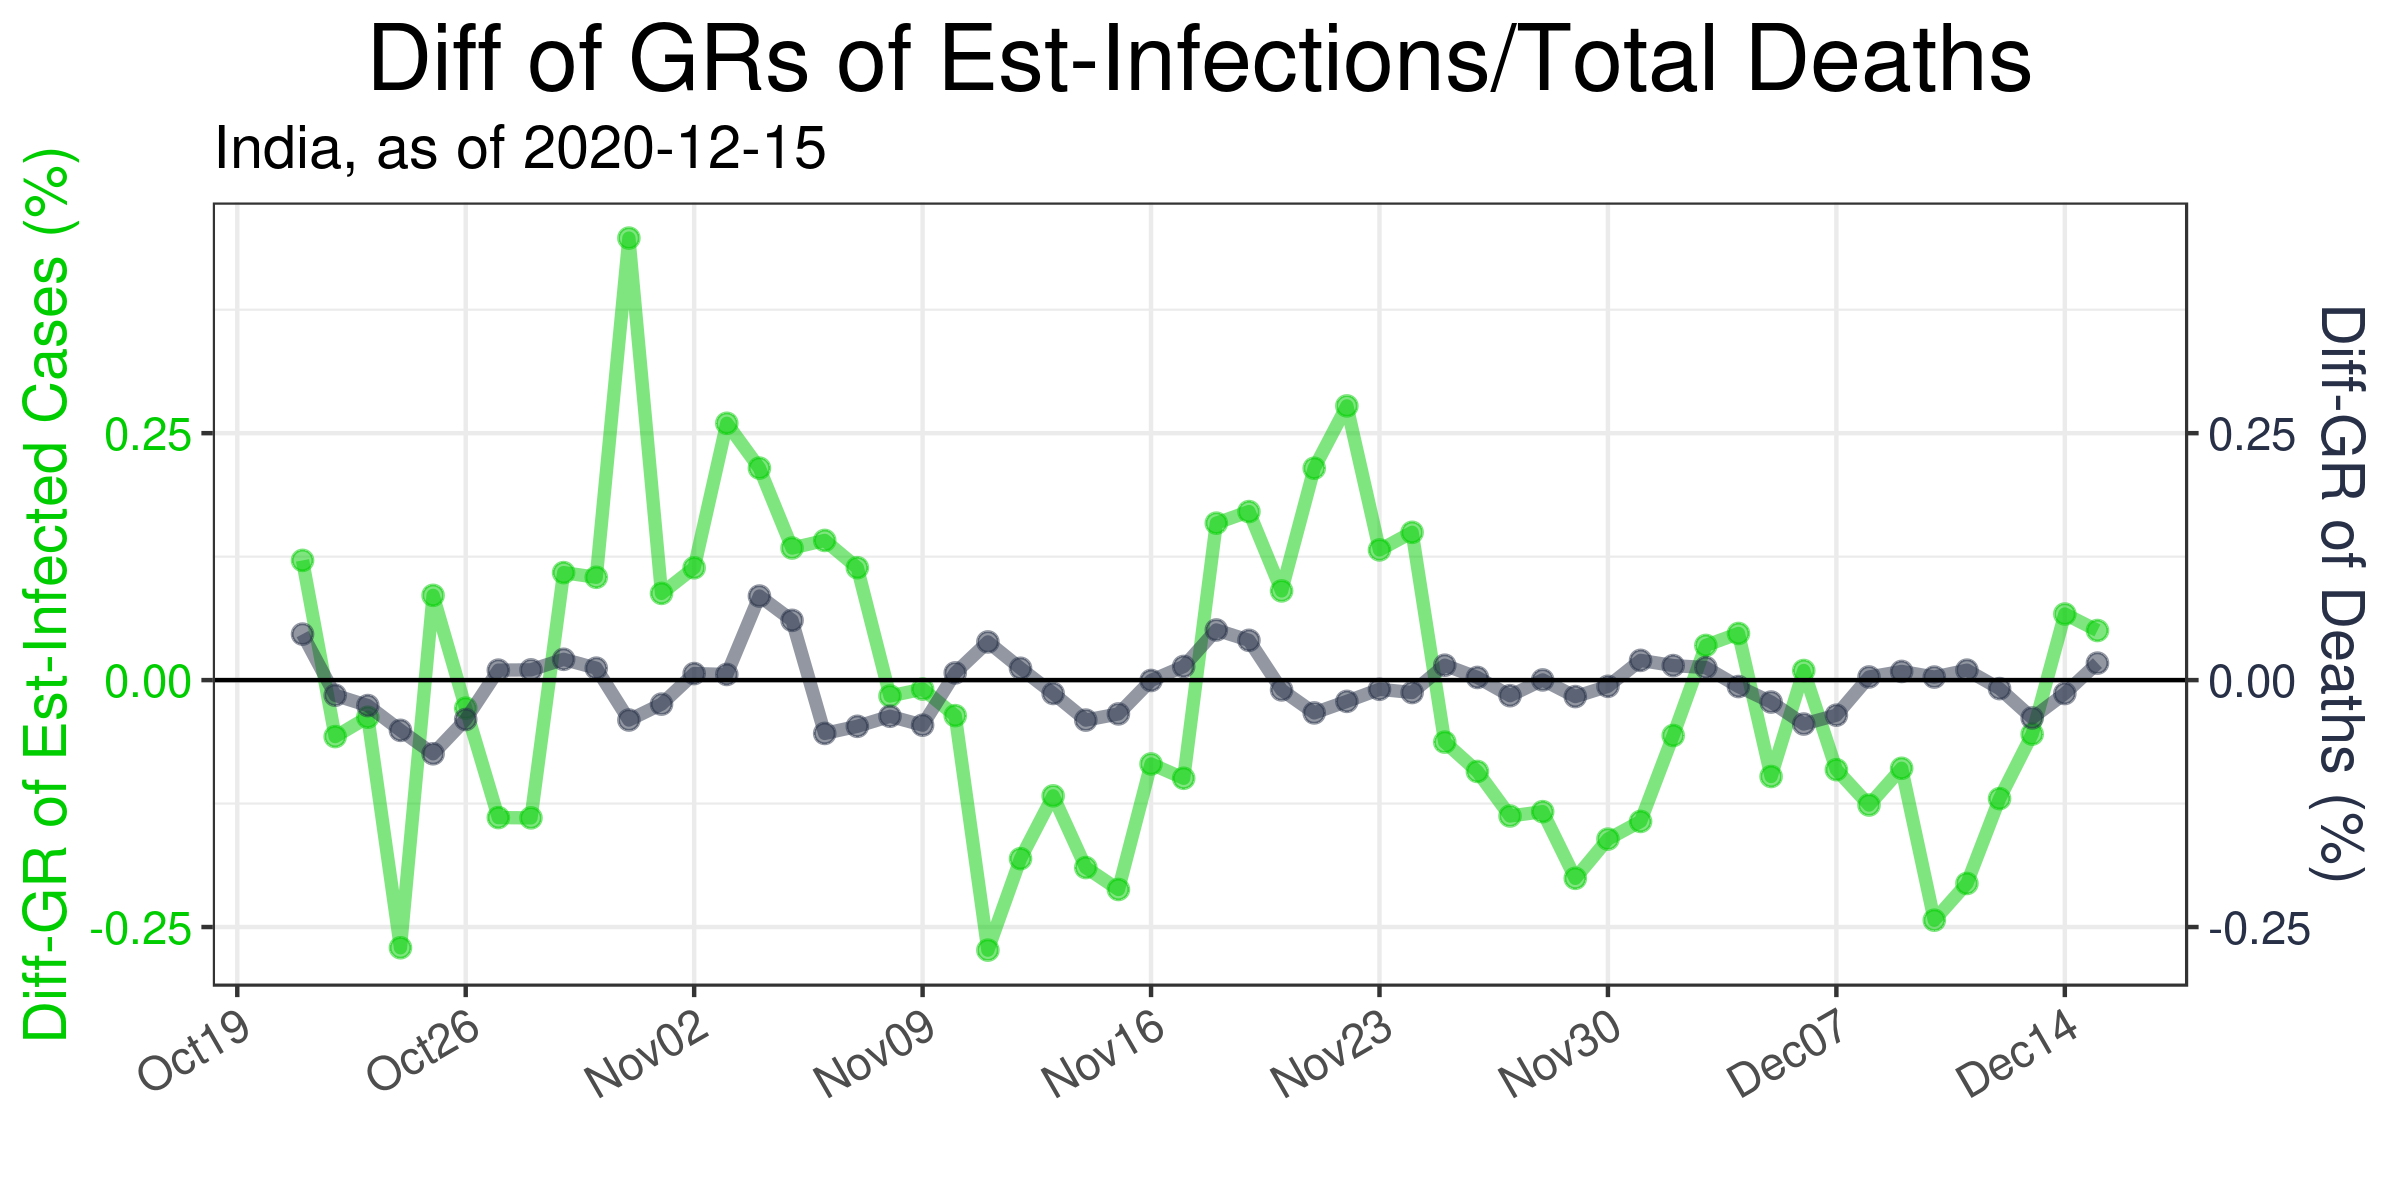 Diff of GRs of Est-Infections/Total Deaths
India, as of 2020-12-15
Diff-GR of Est-Infected Cases (%)
0.25
0.00
-0.25
0.25
0.00
-0.25
Diff-GR of Deaths (%)
Oct19
Oct26
Nov02
Nov09
Nov16
Nov23
Nov30
Dec07
Dec14